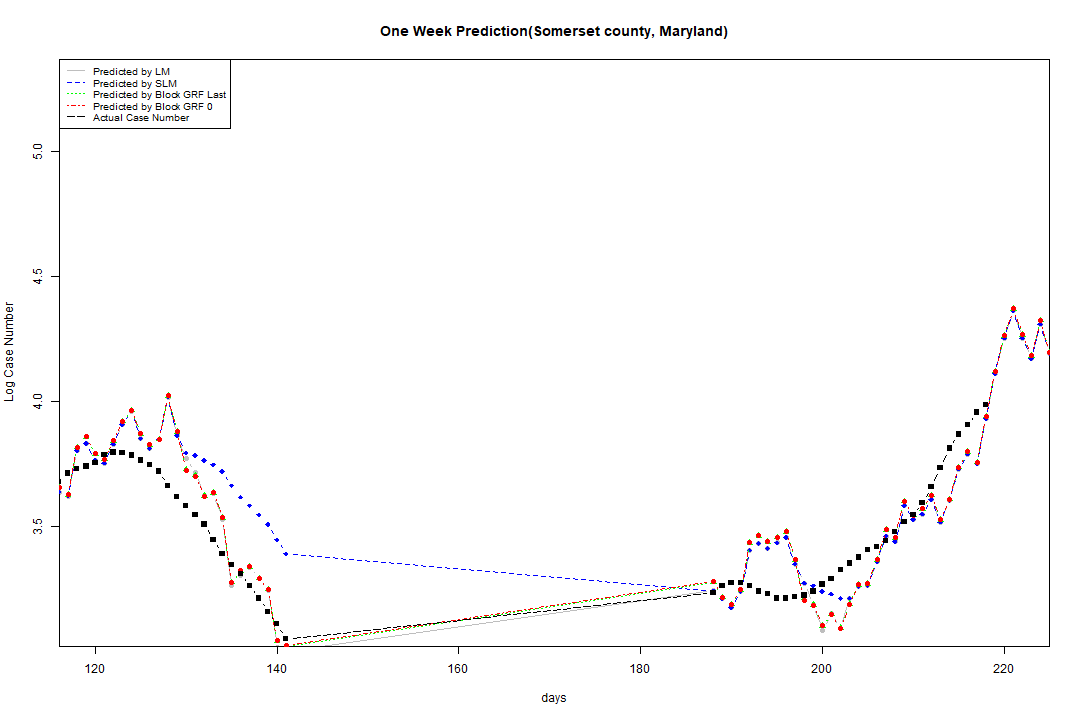 One Week Prediction(Somerset county, Maryland)
Predicted by LM
Predicted by SLM
Predicted by Block GRF Last
Predicted by Block GRF 0
Actual Case Number
5.0
4.5
4.0
3.5
Log Case Number
120
140
160
180
200
220
days